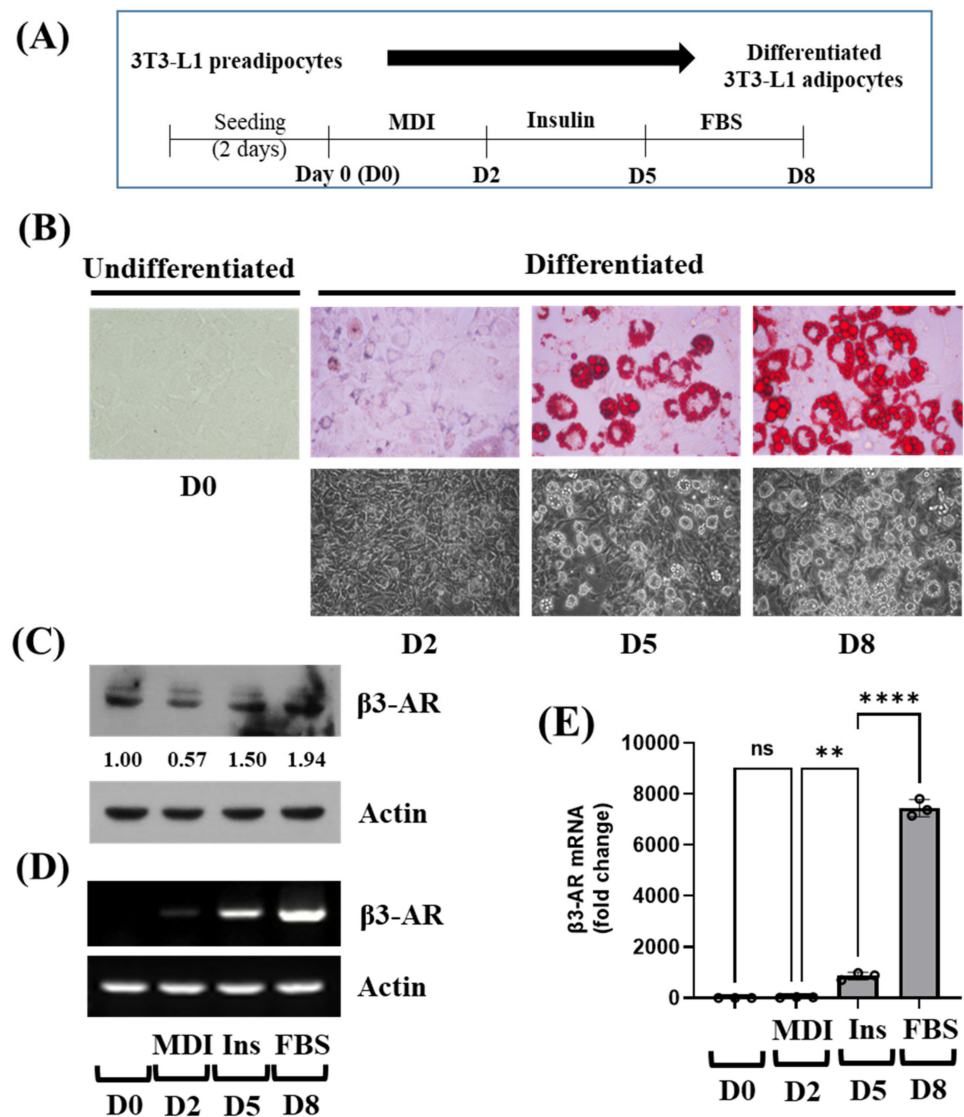 (A)
3T3-L1 preadipocytes
Differentiated
3T3-L1 adipocytes
Seeding
(2 days)
MDI
Insulin
FBS
Day 0 (D0)
D2
D5
D8
(B)
Undifferentiated
Differentiated
D0
D2
D5
D8
(C)
β3-AR
1.00 0.57 1.50 1.94
Actin
(D)
β3-AR
Actin
MDI Ins FBS
D0 D2 D5 D8
(E)
β3-AR mRNA
(fold change)
10000
8000
6000
4000
2000
0
ns
**
****
MDI Ins FBS
D0 D2 D5 D8